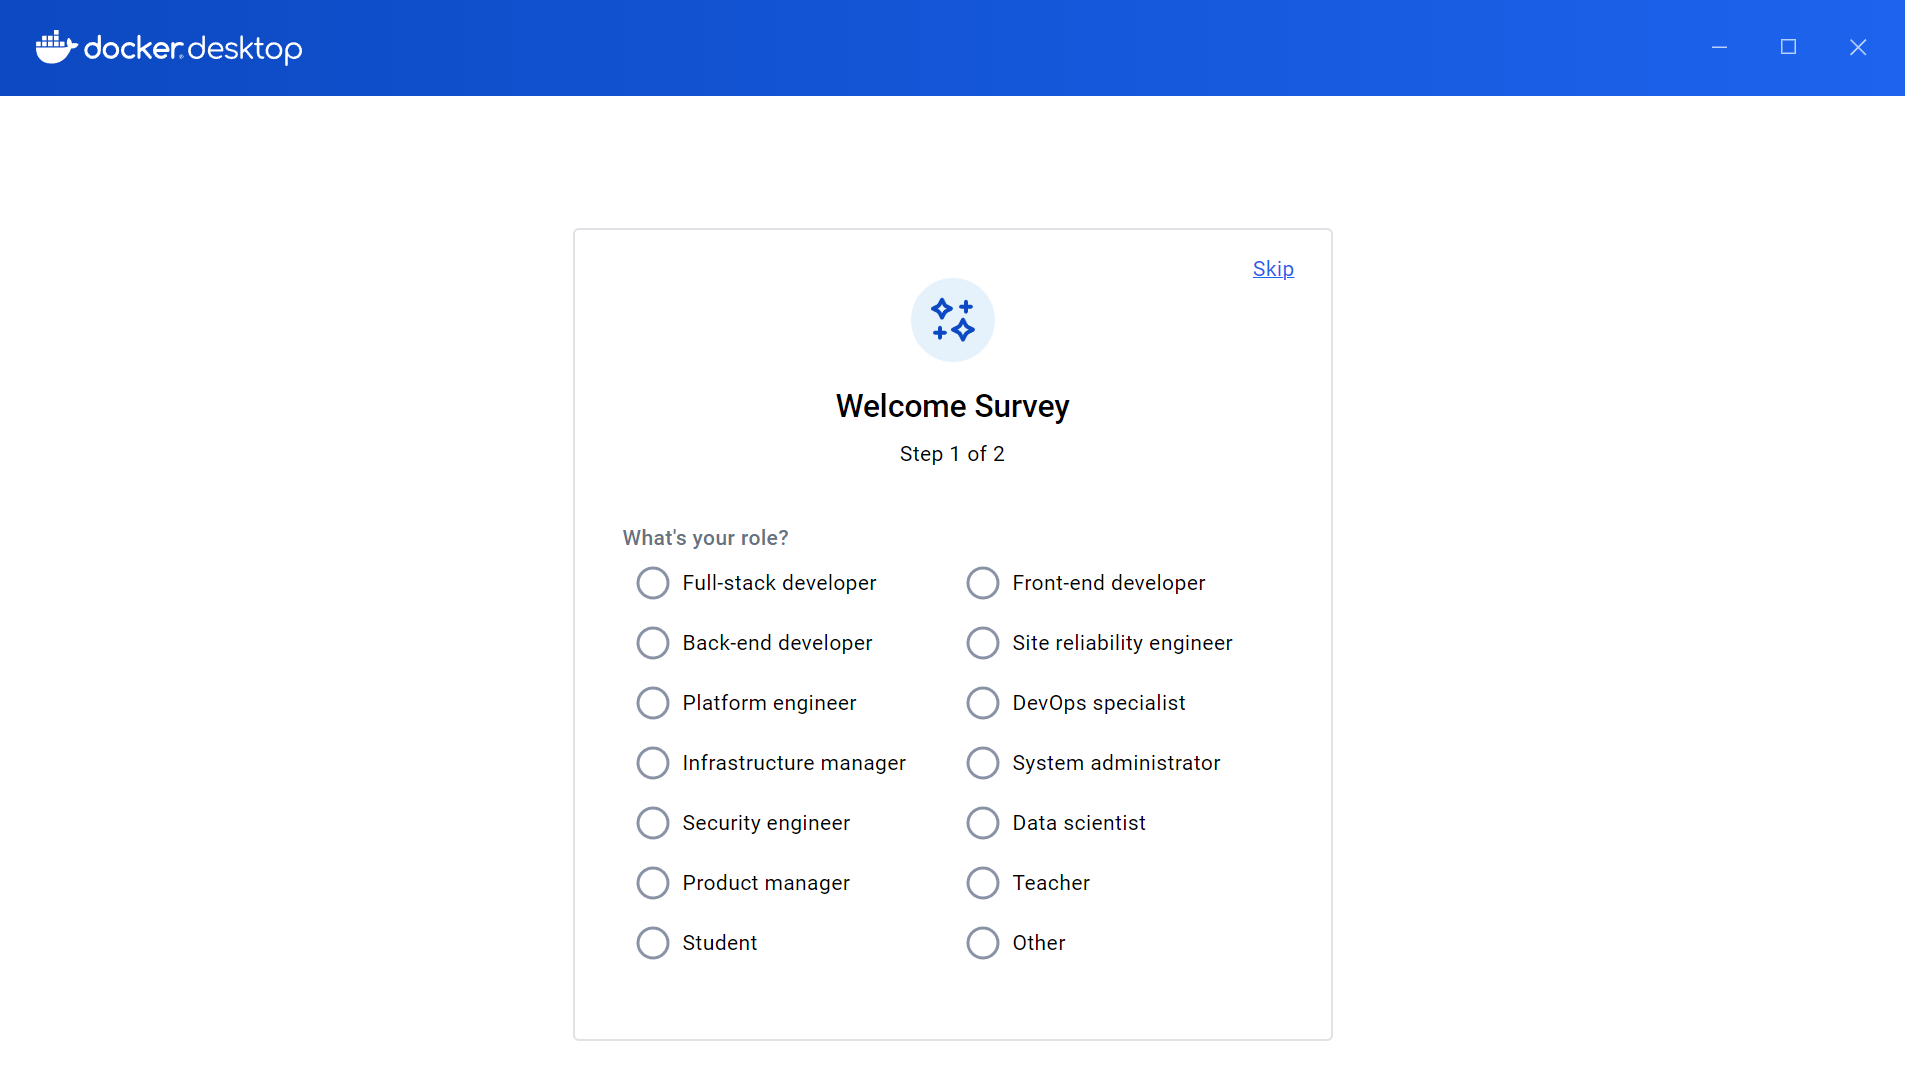 docker desktop
Skip
Welcome Survey
Step 1 of 2
What's your role?
Full-stack developer
Front-end developer
Back-end developer
Site reliability engineer
Platform engineer
DevOps specialist
Infrastructure manager
System administrator
Security engineer
Data scientist
Product manager
Teacher
Student
Other